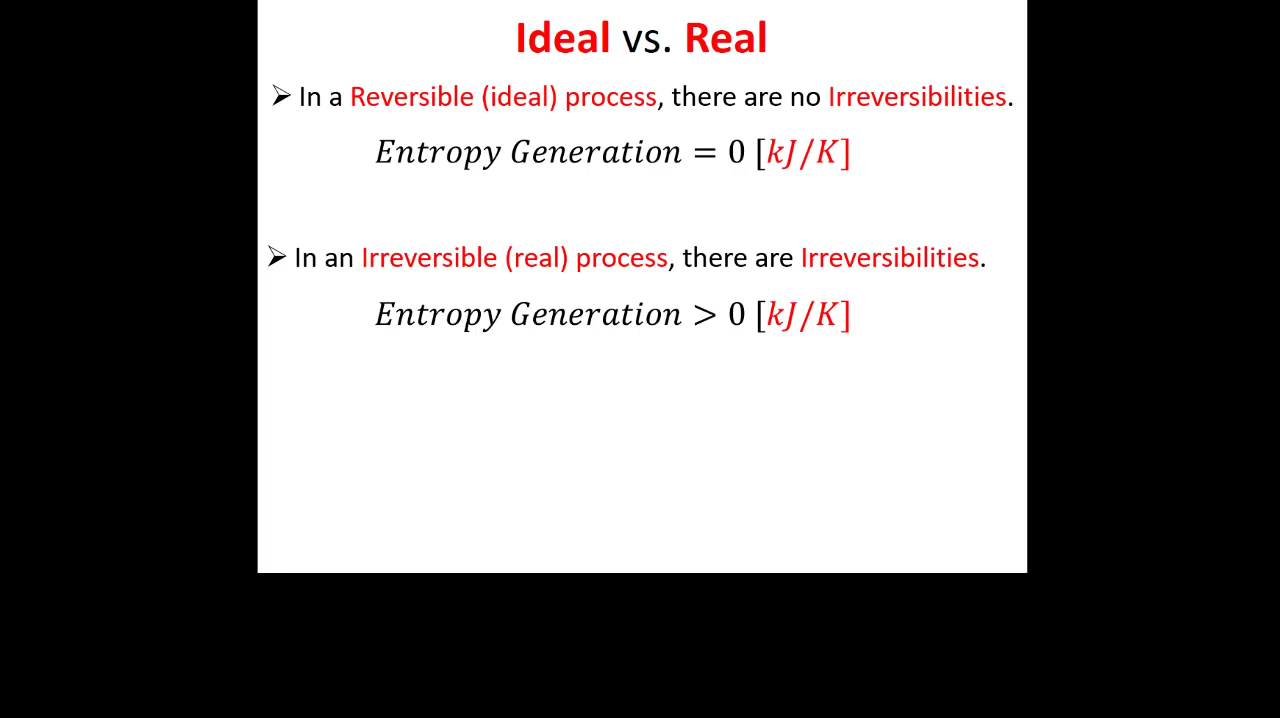 Ideal vs. Real
➢ In a Reversible (ideal) process, there are no Irreversibilities.
Entropy Generation = 0 [kJ/K]
➢ In an Irreversible (real) process, there are Irreversibilities.
Entropy Generation > 0 [kJ/K]